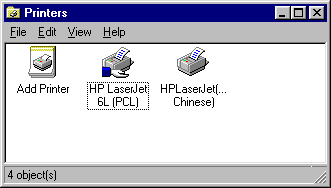 Printers
File Edit View Help
Add Printer
HP LaserJet
6L (PCL)
HPLaserJet(...
Chinese)
4 object(s)